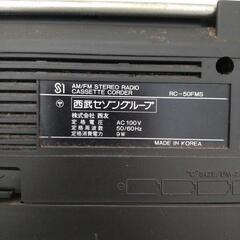 S1 AM/FM STEREO RADIO
CASSETTE CORDER
RC-50FMS
西武セゾングループ
株式会社 西友
定格電圧 AC100V
定格周波数 50/60Hz
定格消費電力 9W
MADE IN KOREA